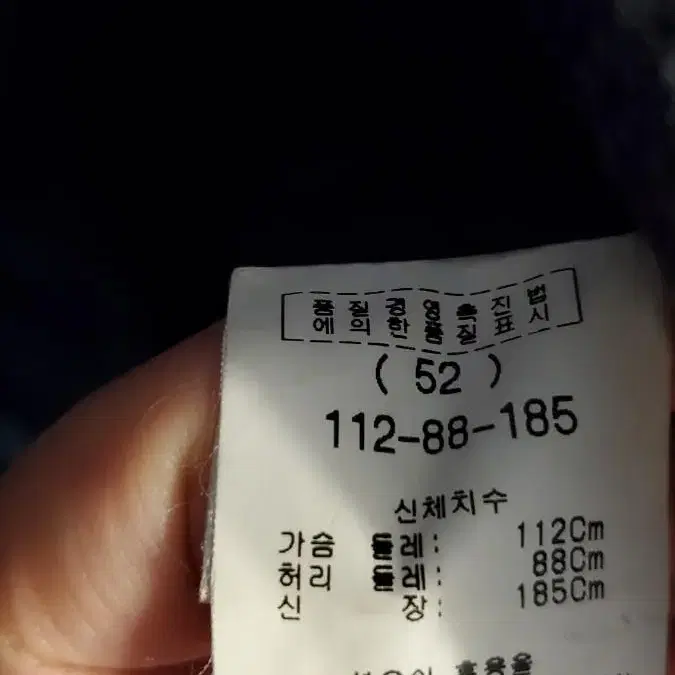 품질경영촉진법
에의한품질표시
( 52 )
112-88-185
신체치수
가슴 둘레: 112Cm
허리 둘레: 88Cm
신 장: 185Cm